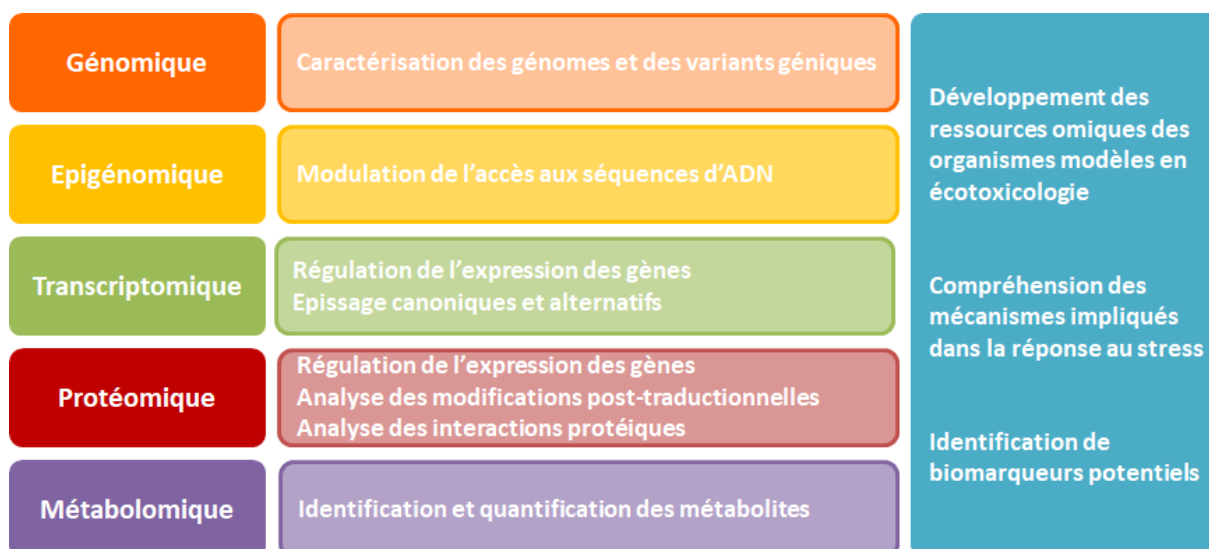 Génomique
Caractérisation des génomes et des variants géniques
Epigénomique
Modulation de l'accès aux séquences d'ADN
Transcriptomique
Régulation de l'expression des gènes
Epissage canoniques et alternatifs
Protéomique
Régulation de l'expression des gènes
Analyse des modifications post-traductionnelles
Analyse des interactions protéiques
Métabolomique
Identification et quantification des métabolites
Développement des
ressources omiques des
organismes modèles en
écotoxicologie
Compréhension des
mécanismes impliqués
dans la réponse au stress
Identification de
biomarqueurs potentiels